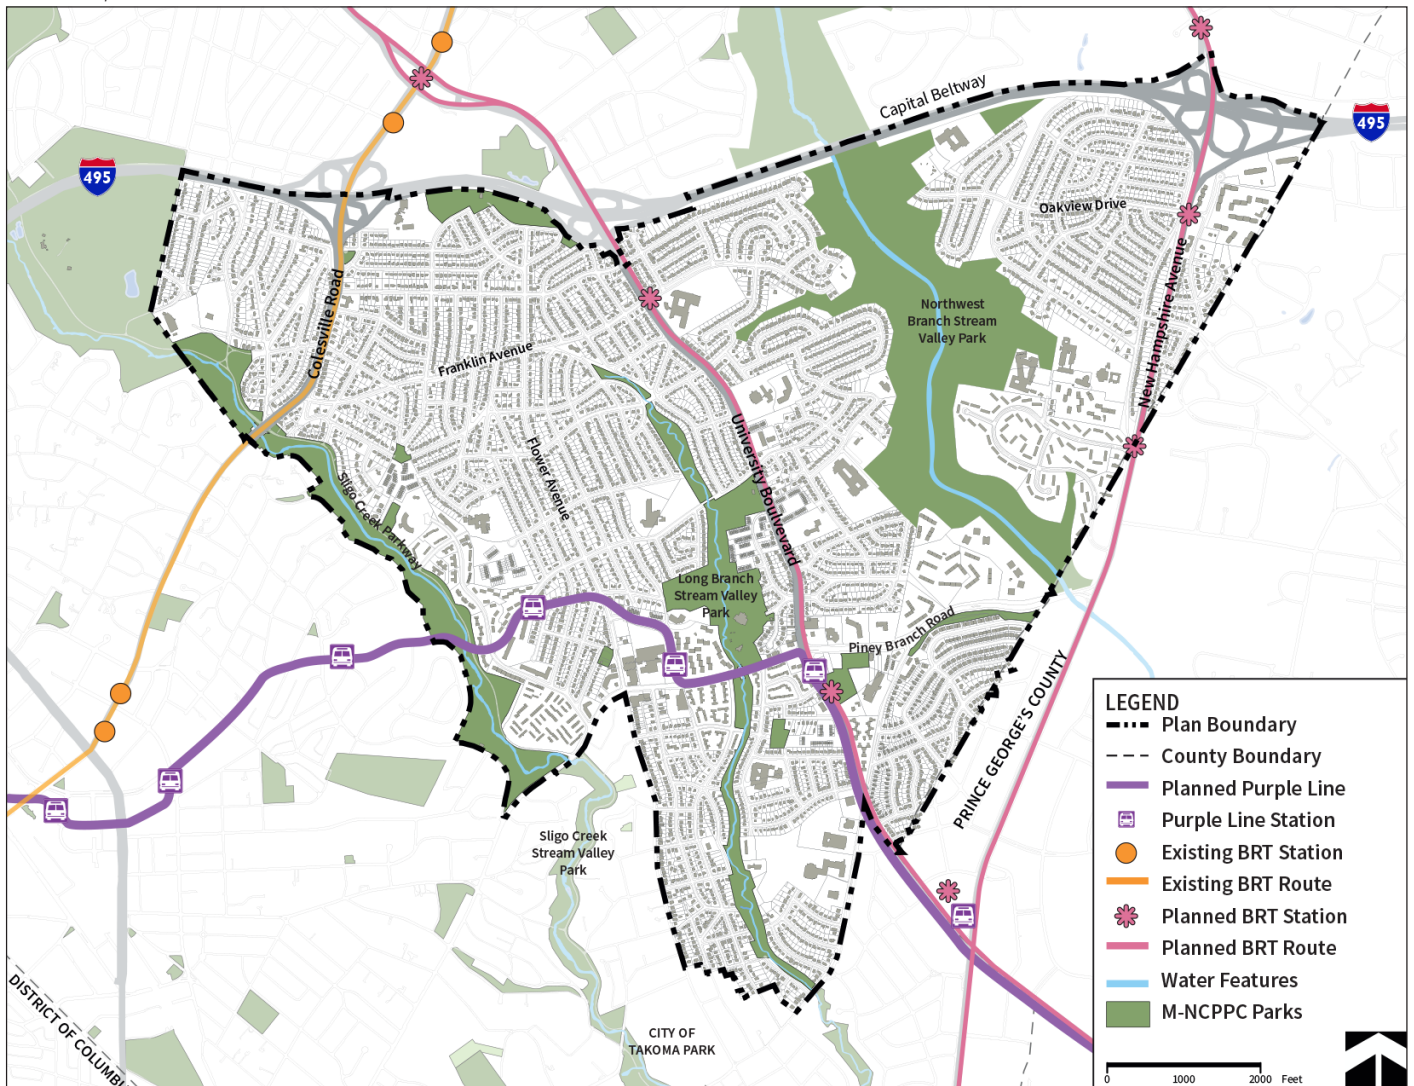 Capital Beltway
495
495
Oakview Drive
Colesville Road
New Hampshire Avenue
Northwest
Branch Stream
Valley Park
Franklin Avenue
University Boulevard
Flower Avenue
Sligo Creek Parkway
Long Branch
Stream Valley
Park
Piney Branch Road
PRINCE GEORGE'S COUNTY
Sligo Creek
Stream Valley
Park
CITY OF
TAKOMA PARK
DISTRICT OF COLUMBI
LEGEND
Plan Boundary
County Boundary
Planned Purple Line
Purple Line Station
Existing BRT Station
Existing BRT Route
Planned BRT Station
Planned BRT Route
Water Features
M-NCPPC Parks
0 1000 2000 Feet